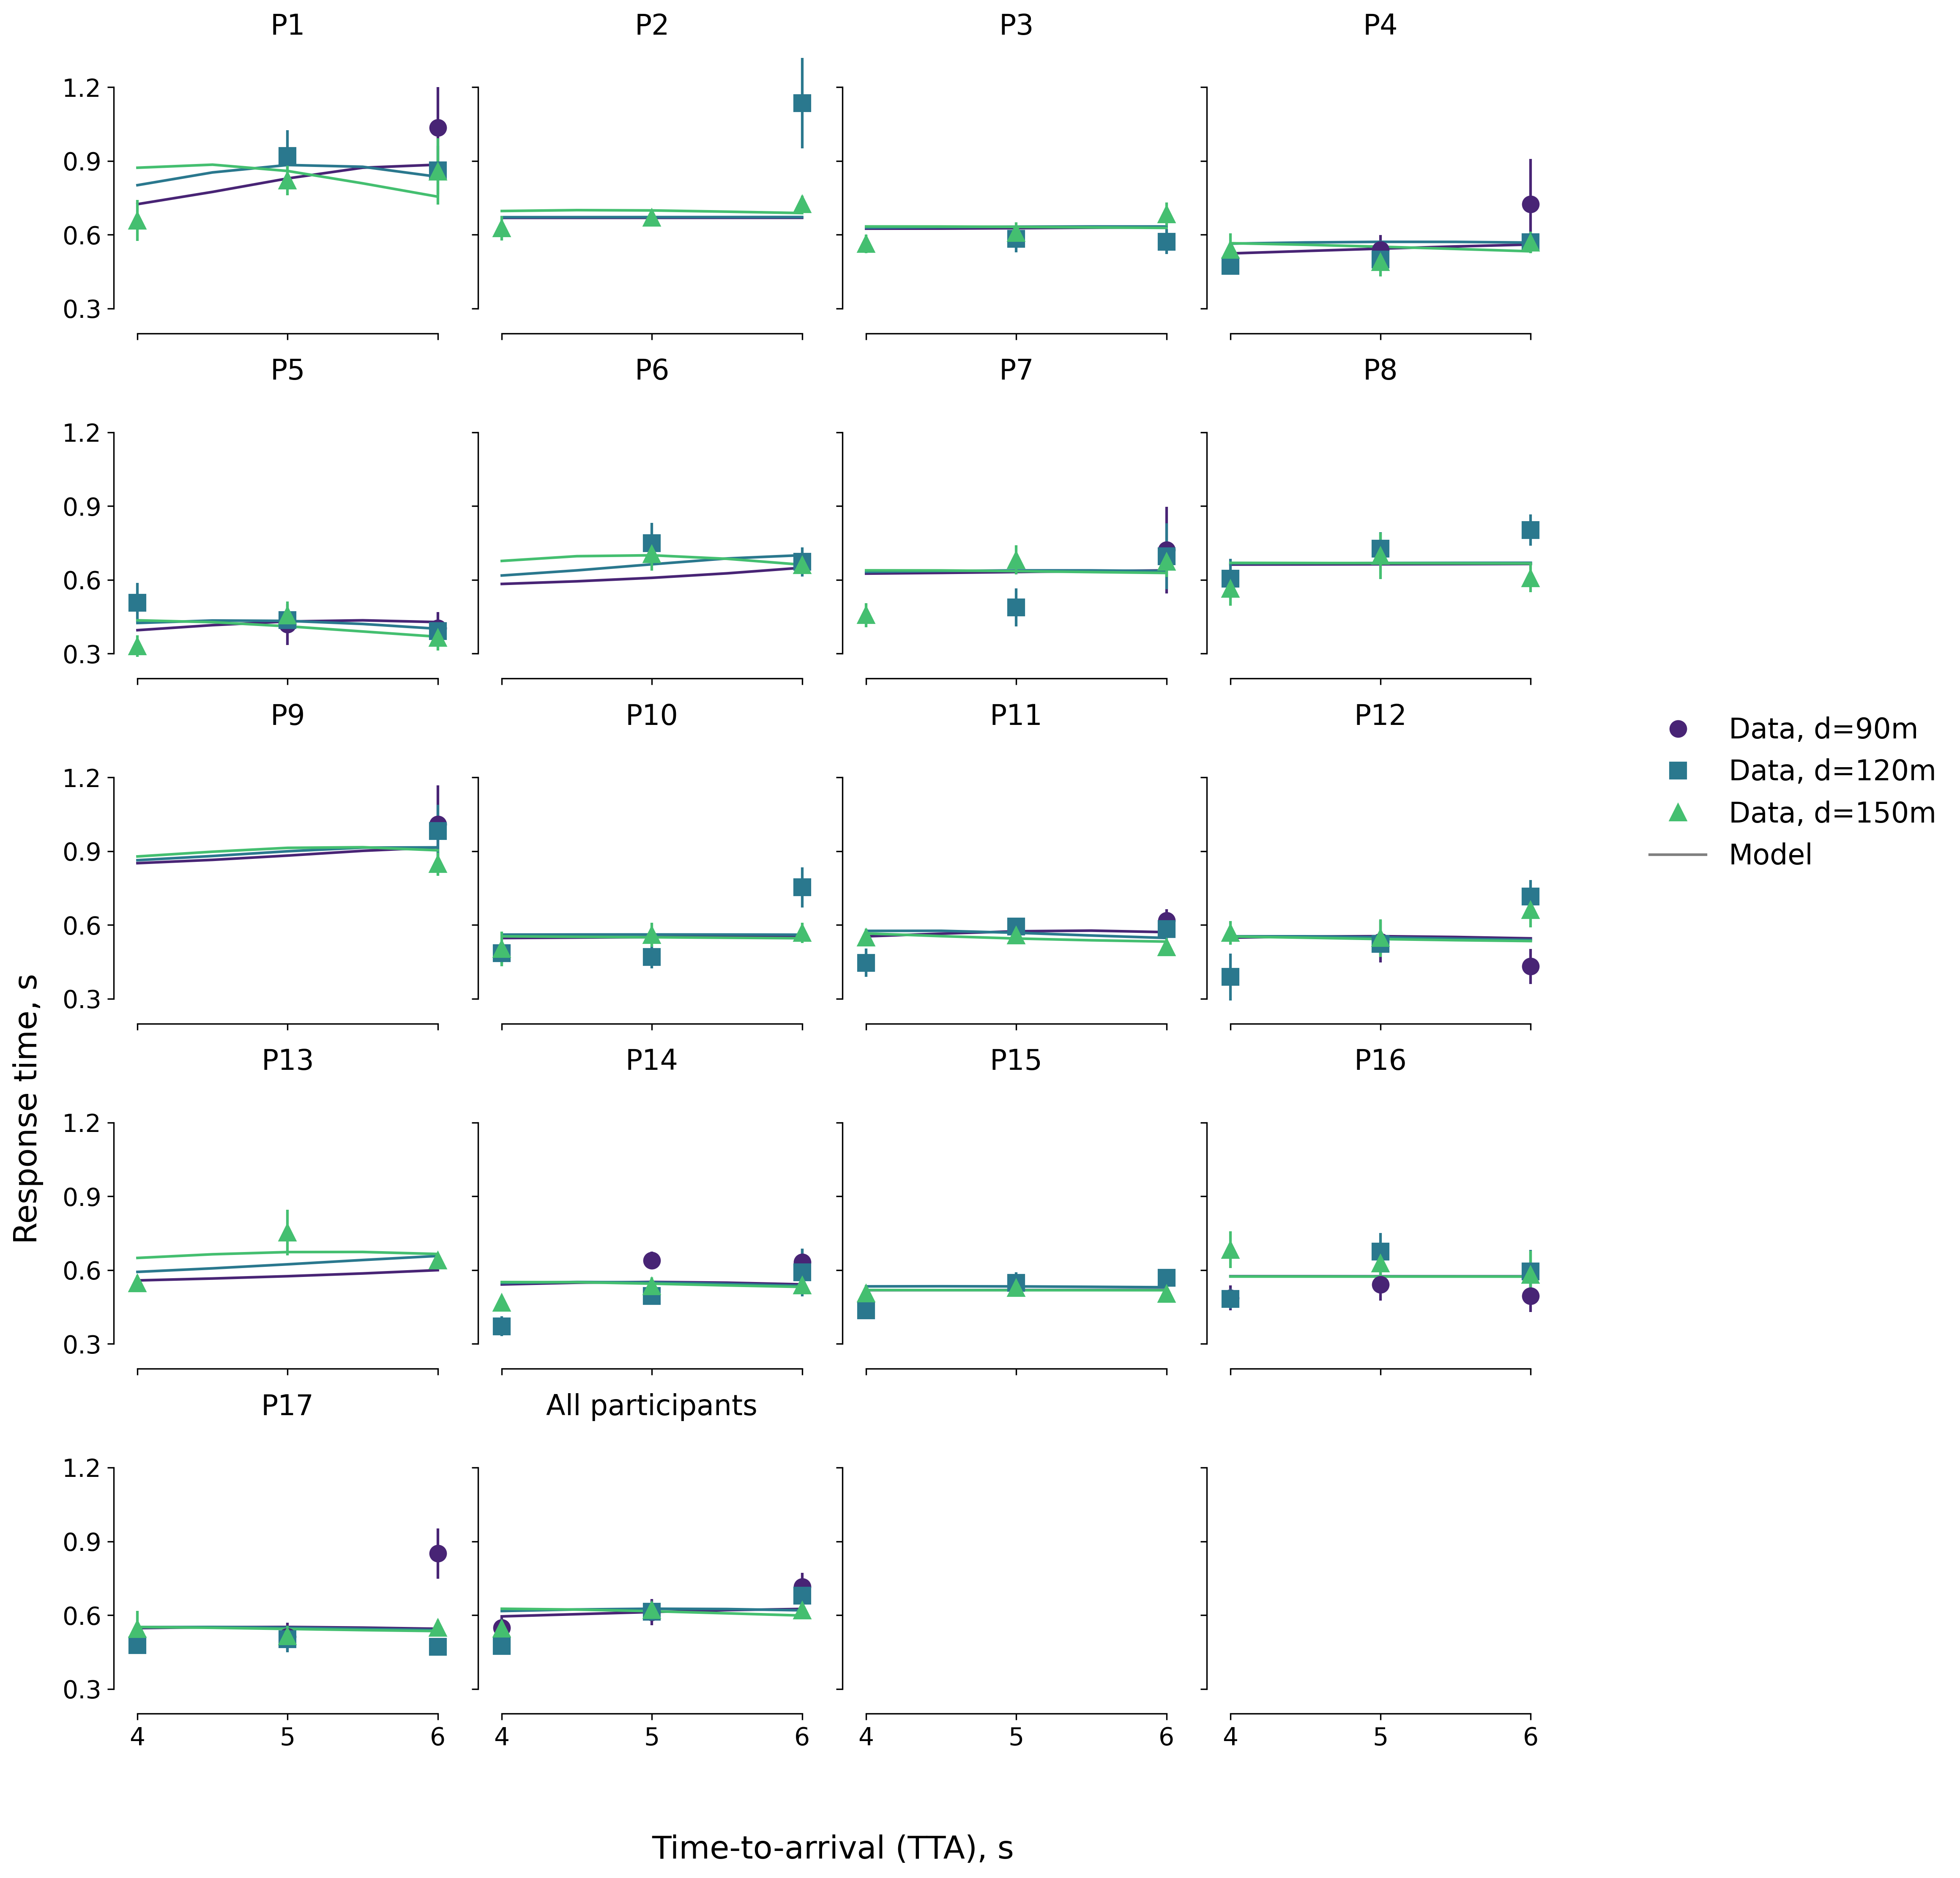 P1 P2 P3 P4
1.2
0.9
0.6
0.3
P5 P6 P7 P8
1.2
0.9
0.6
0.3
P9 P10 P11 P12
1.2
0.9
0.6
0.3
Data, d=90m
Data, d=120m
Data, d=150m
Model
P13 P14 P15 P16
1.2
0.9
0.6
0.3
P17 All participants
1.2
0.9
0.6
0.3
4 5 6 4 5 6 4 5 6 4 5 6
Response time, s
Time-to-arrival (TTA), s